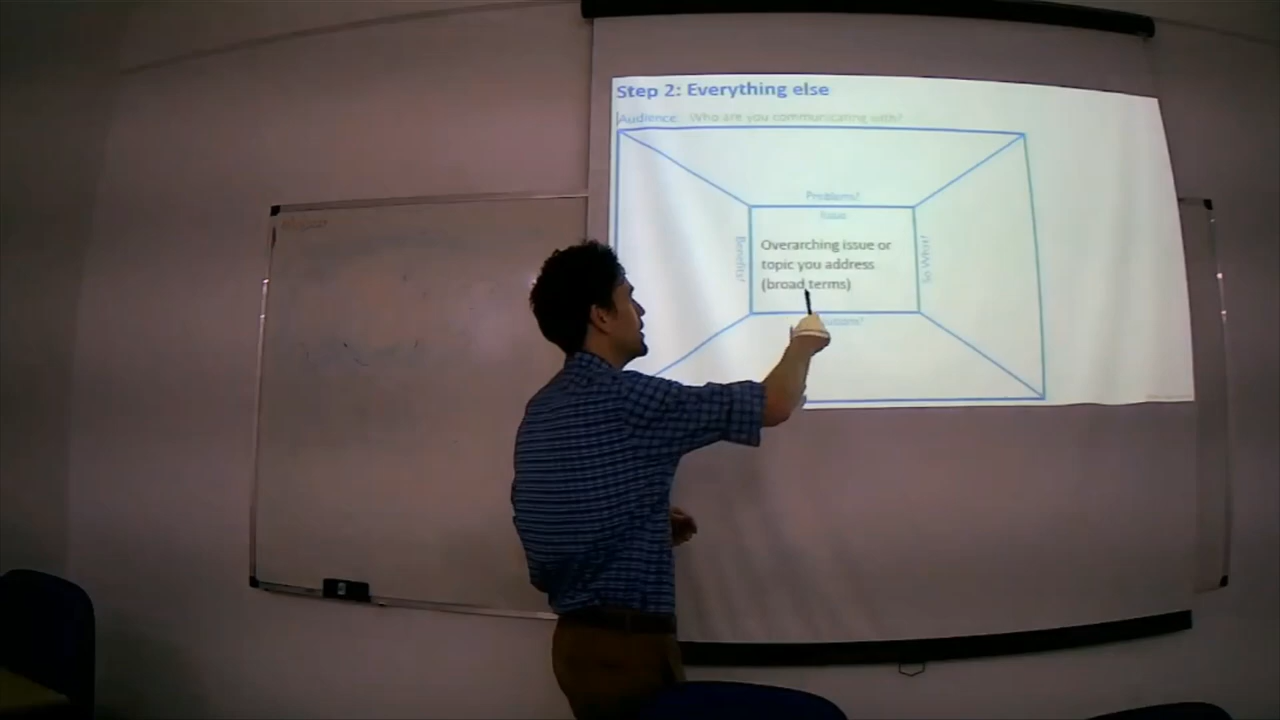 Step 2: Everything else
Audience: Who are you communicating with?
Problems?
Issue
Benefits?
Overarching issue or
topic you address
(broad terms)
So What?